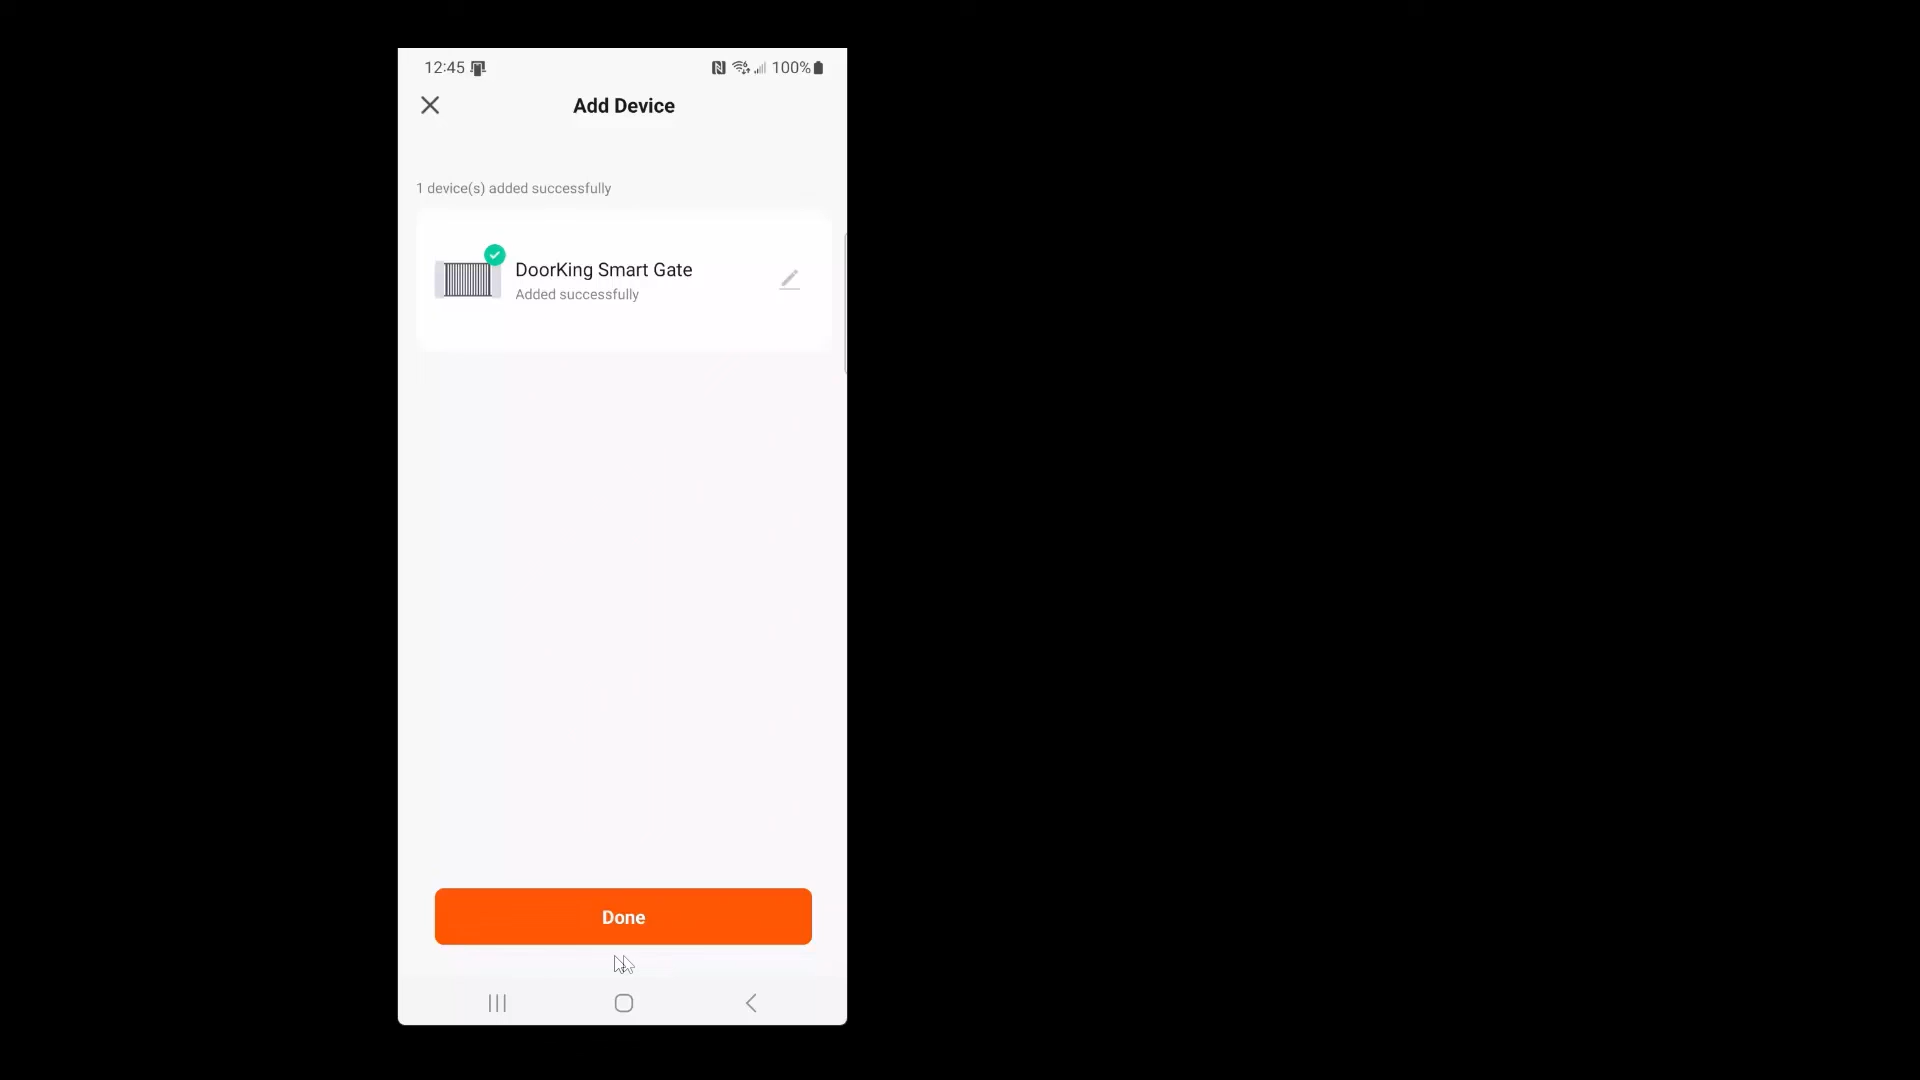 12:45 100%
Add Device
1 device(s) added successfully
DoorKing Smart Gate
Added successfully
Done